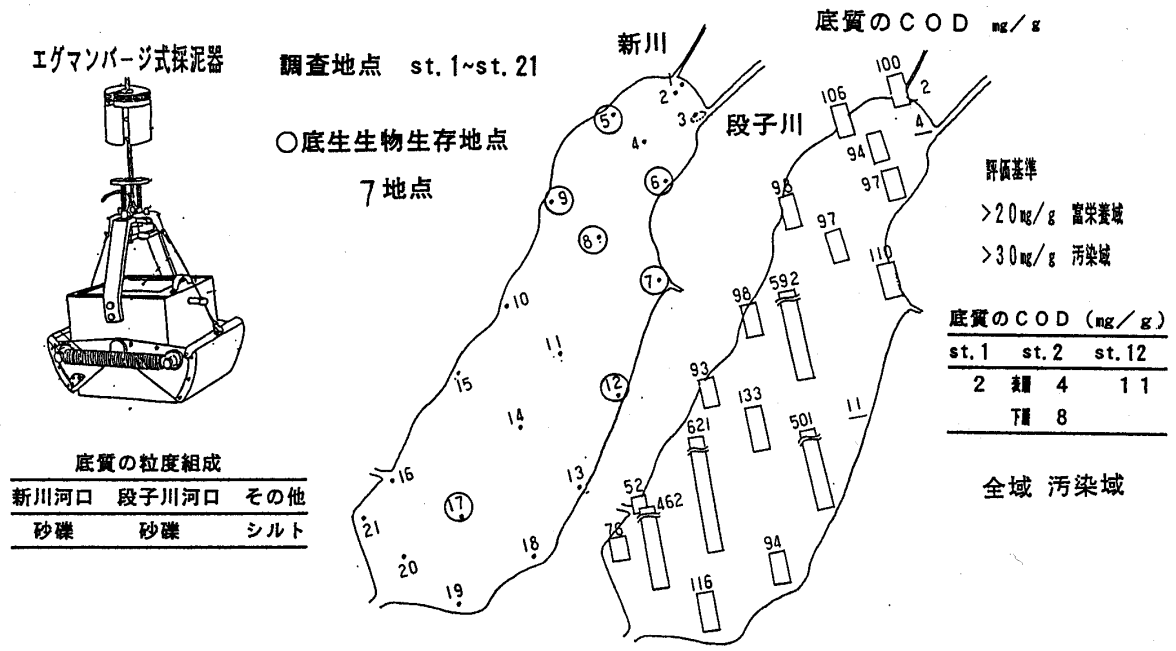 エグマンバージ式採泥器
調査地点 st.1~st.21
○底生生物生存地点
7地点
新川
段子川
1
2
3
4
5
6
7
8
9
10
11
12
13
14
15
16
17
18
19
20
21
底質の粒度組成
新川河口 段子川河口 その他
砂礫 砂礫 シルト
底質のCOD mg/g
100
2
106
4
94
97
97
110
98
592
93
133
11
621
501
52
462
76
94
116
評価基準
>20mg/g 富栄養域
>30mg/g 汚染域
底質のCOD (mg/g)
st.1 st.2 st.12
2 表層 4 11
下層 8
全域 汚染域